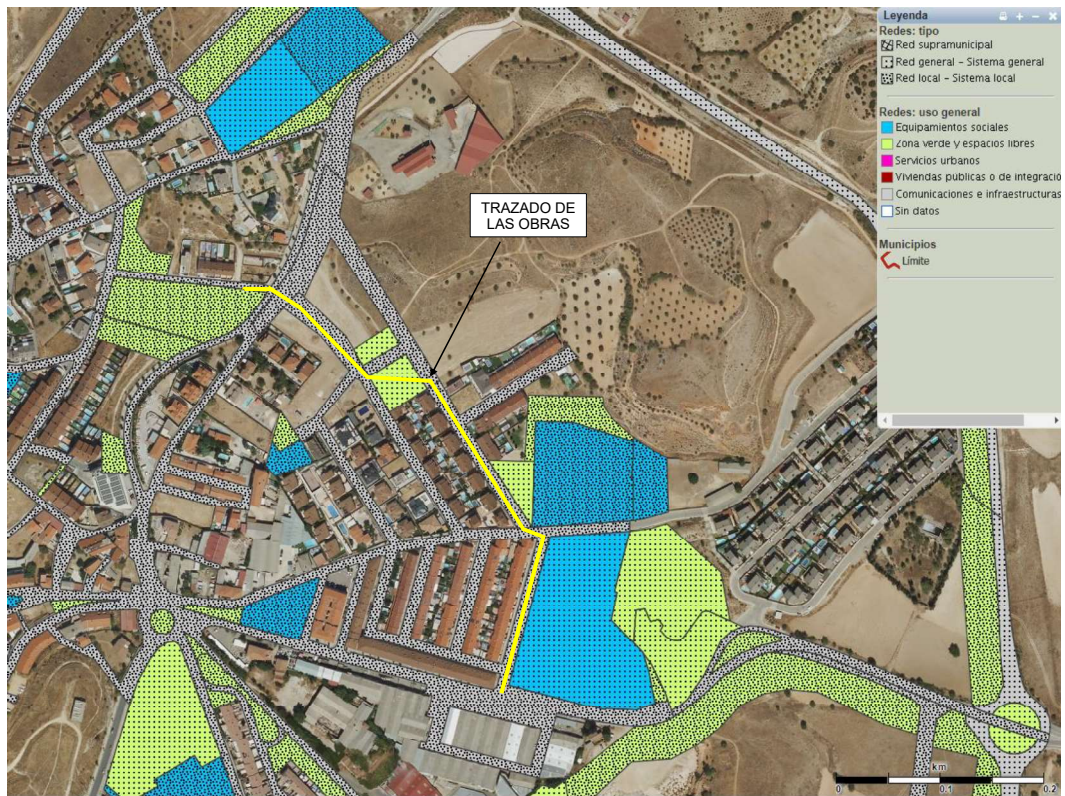 Leyenda
Redes: tipo
Red supramunicipal
Red general - Sistema general
Red local - Sistema local
Redes: uso general
Equipamientos sociales
Zona verde y espacios libres
Servicios urbanos
Viviendas públicas o de integració
Comunicaciones e infraestructuras
Sin datos
Municipios
Límite
TRAZADO DE
LAS OBRAS
km
0 0.1 0.2